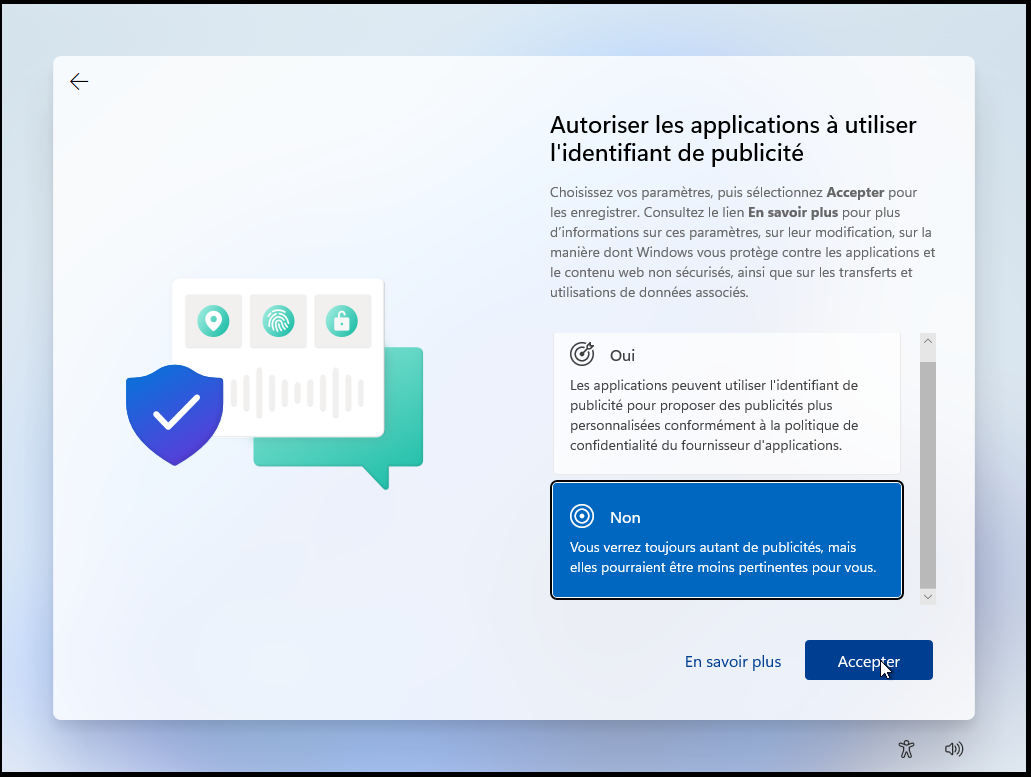 Autoriser les applications à utiliser
l'identifiant de publicité
Choisissez vos paramètres, puis sélectionnez Accepter pour
les enregistrer. Consultez le lien En savoir plus pour plus
d'informations sur ces paramètres, sur leur modification, sur la
manière dont Windows vous protège contre les applications et
le contenu web non sécurisés, ainsi que sur les transferts et
utilisations de données associés.
Oui
Les applications peuvent utiliser l'identifiant de
publicité pour proposer des publicités plus
personnalisées conformément à la politique de
confidentialité du fournisseur d'applications.
Non
Vous verrez toujours autant de publicités, mais
elles pourraient être moins pertinentes pour vous.
En savoir plus
Accepter